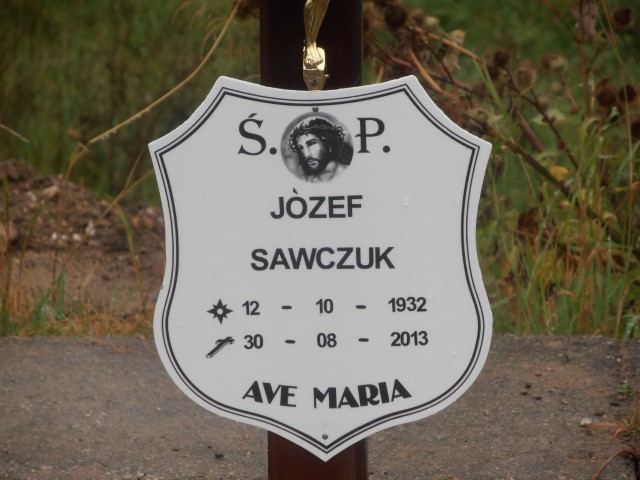 Ś. P.
JÒZEF
SAWCZUK
12 - 10 - 1932
30 - 08 - 2013
AVE MARIA